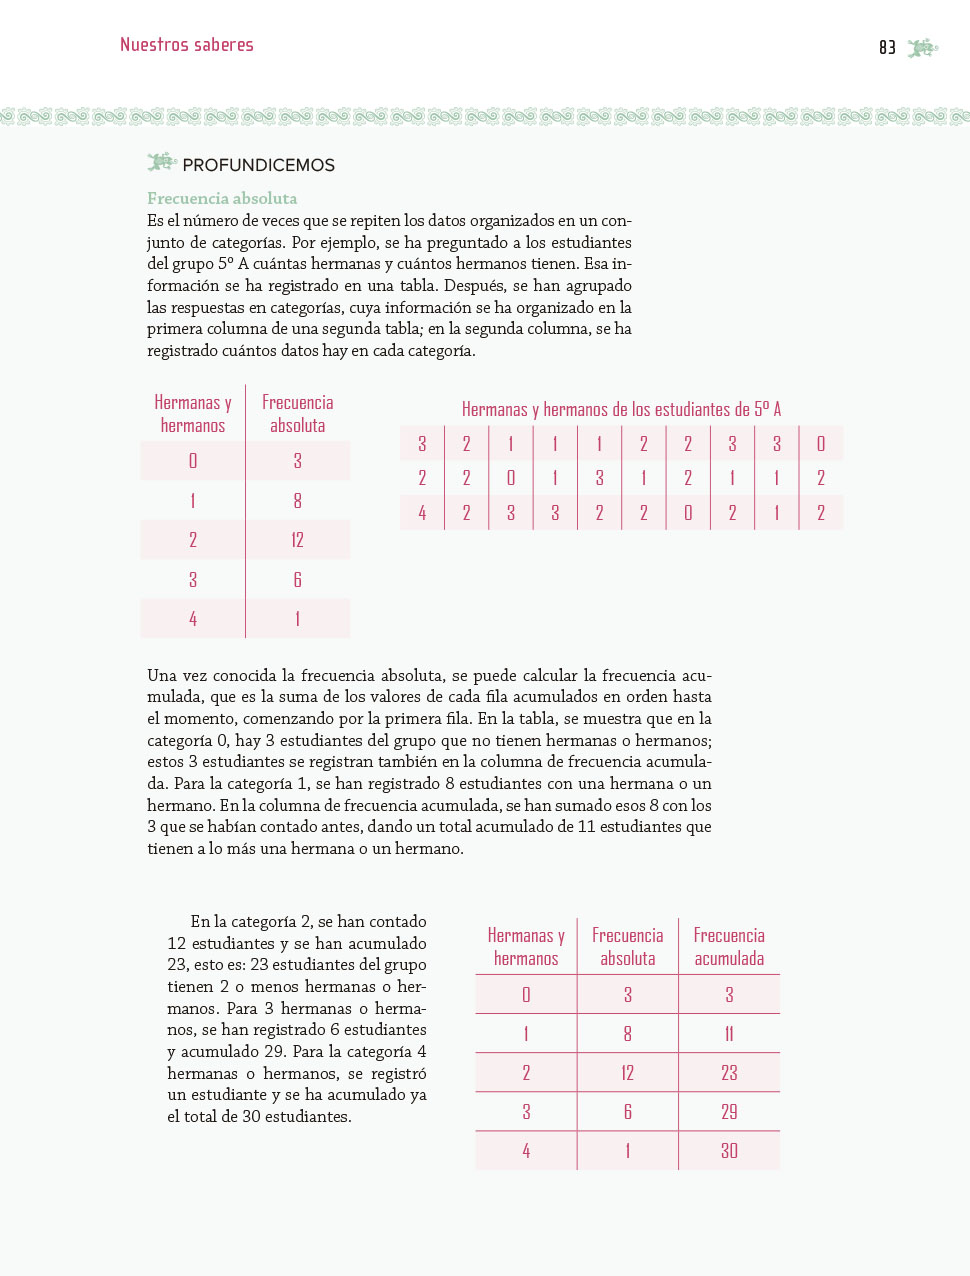 Nuestros saberes
83
PROFUNDICEMOS
Frecuencia absoluta
Es el número de veces que se repiten los datos organizados en un con-
junto de categorías. Por ejemplo, se ha preguntado a los estudiantes
del grupo 5º A cuántas hermanas y cuántos hermanos tienen. Esa in-
formación se ha registrado en una tabla. Después, se han agrupado
las respuestas en categorías, cuya información se ha organizado en la
primera columna de una segunda tabla; en la segunda columna, se ha
registrado cuántos datos hay en cada categoría.
Hermanas y Frecuencia
hermanos absoluta
0 3
1 8
2 12
3 6
4 1
Hermanas y hermanos de los estudiantes de 5º A
3 2 1 1 1 2 2 3 3 0
2 2 0 1 3 1 2 1 1 2
4 2 3 3 2 2 0 2 1 2
Una vez conocida la frecuencia absoluta, se puede calcular la frecuencia acu-
mulada, que es la suma de los valores de cada fila acumulados en orden hasta
el momento, comenzando por la primera fila. En la tabla, se muestra que en la
categoría 0, hay 3 estudiantes del grupo que no tienen hermanas o hermanos;
estos 3 estudiantes se registran también en la columna de frecuencia acumula-
da. Para la categoría 1, se han registrado 8 estudiantes con una hermana o un
hermano. En la columna de frecuencia acumulada, se han sumado esos 8 con los
3 que se habían contado antes, dando un total acumulado de 11 estudiantes que
tienen a lo más una hermana o un hermano.
En la categoría 2, se han contado
12 estudiantes y se han acumulado
23, esto es: 23 estudiantes del grupo
tienen 2 o menos hermanas o her-
manos. Para 3 hermanas o herma-
nos, se han registrado 6 estudiantes
y acumulado 29. Para la categoría 4
hermanas o hermanos, se registró
un estudiante y se ha acumulado ya
el total de 30 estudiantes.
Hermanas y Frecuencia Frecuencia
hermanos absoluta acumulada
0 3 3
1 8 11
2 12 23
3 6 29
4 1 30